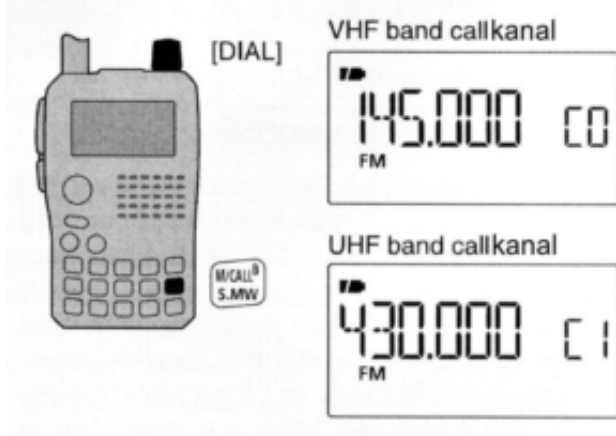 [DIAL]
M/CALL B
S.MW
VHF band callkanal
145.000 C0
FM
UHF band callkanal
430.000 C1
FM